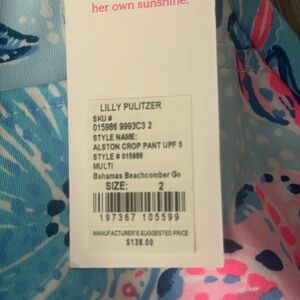 her own sunshine.
LILLY PULITZER
SKU #
015986 9993C3 2
STYLE NAME:
ALSTON CROP PANT UPF 5
STYLE # 015986
MULTI
Bahamas Beachcomber Go
SIZE: 2
197367 105599
MANUFACTURER'S SUGGESTED PRICE
$138.00